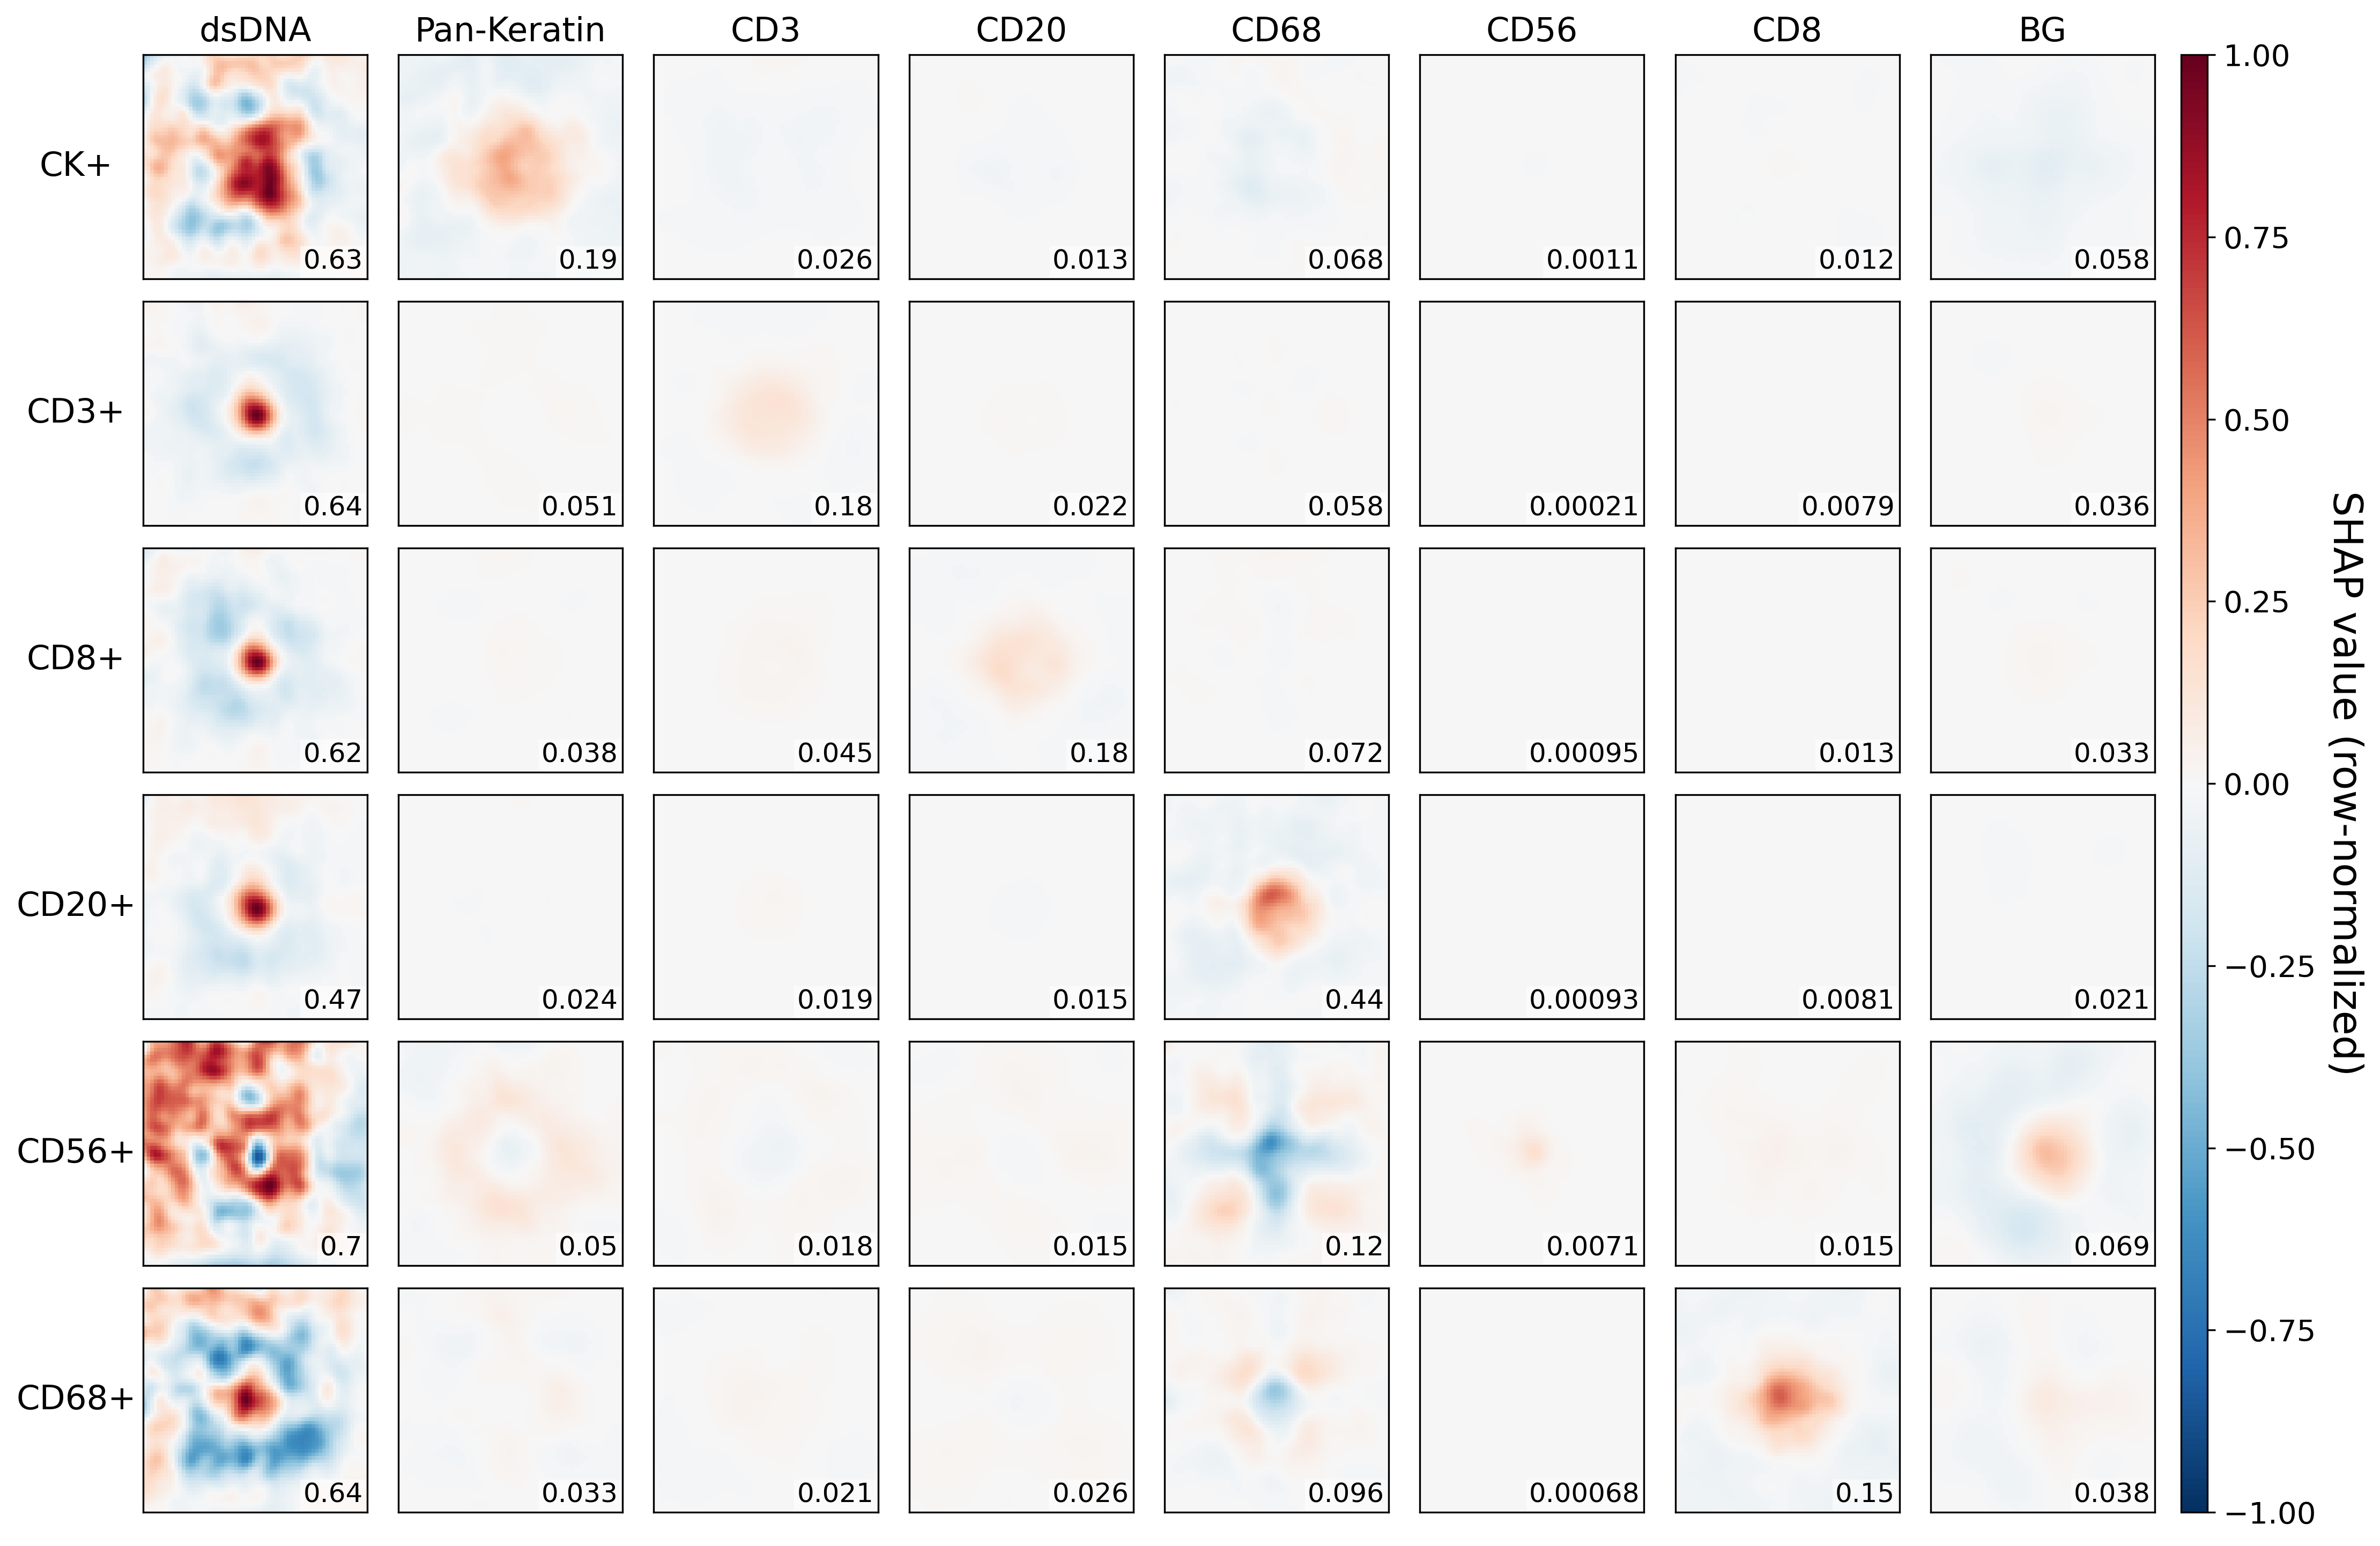 dsDNA Pan-Keratin CD3 CD20 CD68 CD56 CD8 BG
CK+ 0.63 0.19 0.026 0.013 0.068 0.0011 0.012 0.058
CD3+ 0.64 0.051 0.18 0.022 0.058 0.00021 0.0079 0.036
CD8+ 0.62 0.038 0.045 0.18 0.072 0.00095 0.013 0.033
CD20+ 0.47 0.024 0.019 0.015 0.44 0.00093 0.0081 0.021
CD56+ 0.7 0.05 0.018 0.015 0.12 0.0071 0.015 0.069
CD68+ 0.64 0.033 0.021 0.026 0.096 0.00068 0.15 0.038
1.00
0.75
0.50
0.25
0.00
−0.25
−0.50
−0.75
−1.00
SHAP value (row-normalized)